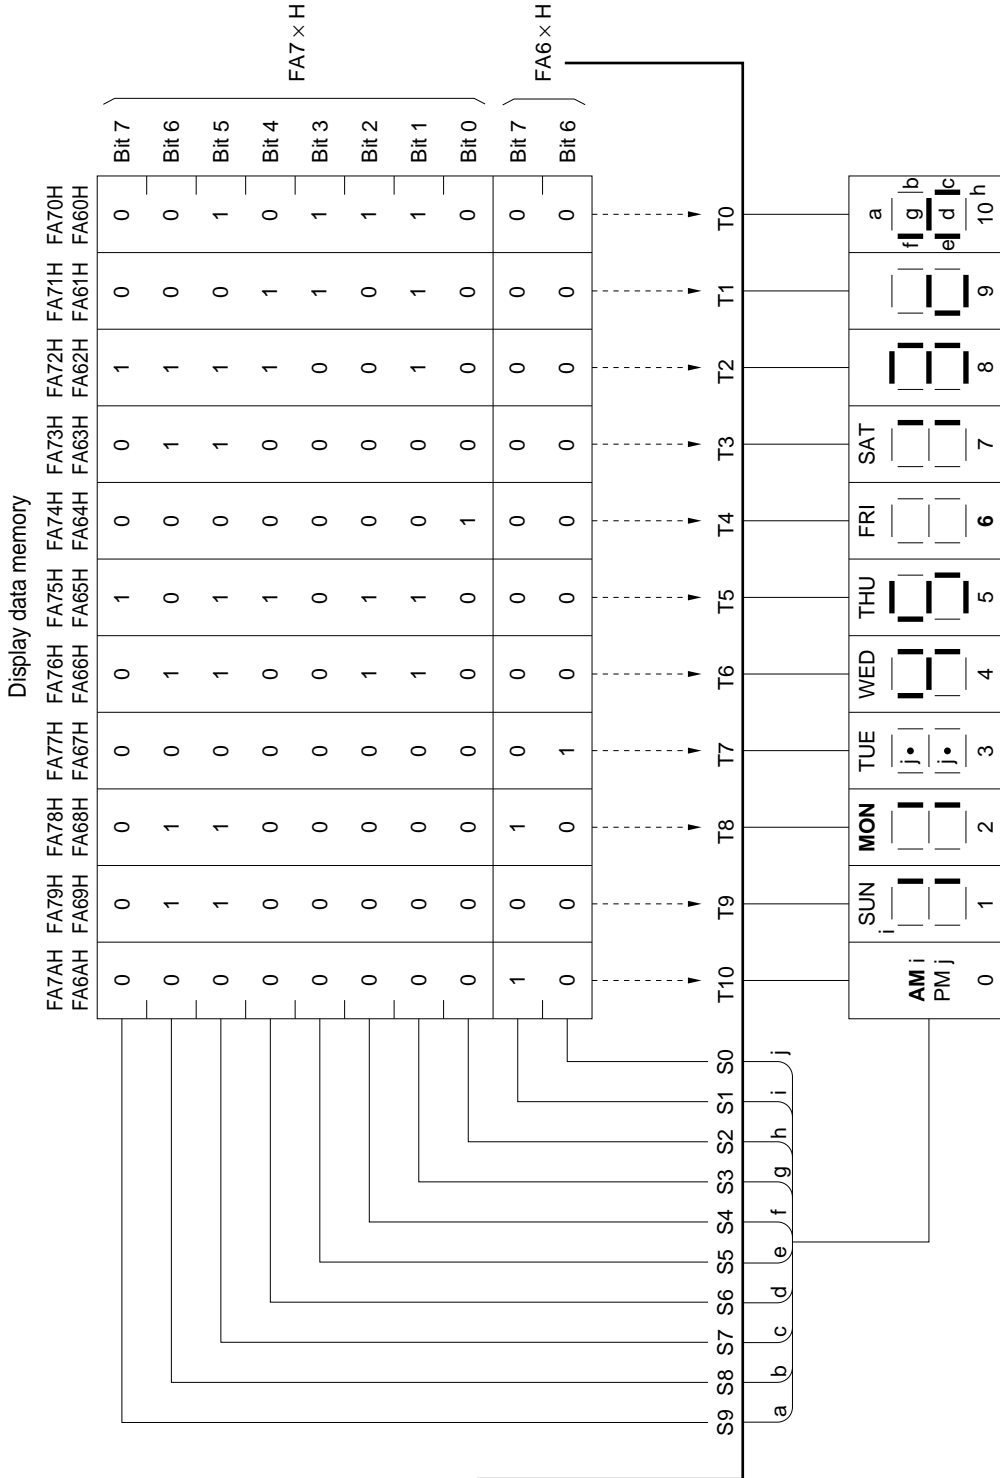 Display data memory
FA7AH FA79H FA78H FA77H FA76H FA75H FA74H FA73H FA72H FA71H FA70H
FA6AH FA69H FA68H FA67H FA66H FA65H FA64H FA63H FA62H FA61H FA60H
0 0 0 0 0 1 0 0 1 0 0 Bit 7
0 1 1 0 1 0 0 1 1 0 0 Bit 6
0 1 1 0 1 1 0 1 1 0 1 Bit 5
0 0 0 0 0 1 0 0 1 1 0 Bit 4
FA7×H
0 0 0 0 0 0 0 0 0 1 1 Bit 3
0 0 0 0 1 1 0 0 0 0 1 Bit 2
0 0 0 0 1 1 0 0 1 1 1 Bit 1
0 0 0 0 0 0 1 0 0 0 0 Bit 0
1 0 1 0 0 0 0 0 0 0 0 Bit 7
FA6×H
0 0 0 1 0 0 0 0 0 0 0 Bit 6
S9 S8 S7 S6 S5 S4 S3 S2 S1 S0 T10 T9 T8 T7 T6 T5 T4 T3 T2 T1 T0
a b c d e f g h i j
SUN MON TUE WED THU FRI SAT a
i
AM i j f g b
PM j j e d c
0 1 2 3 4 5 6 7 8 9 10 h